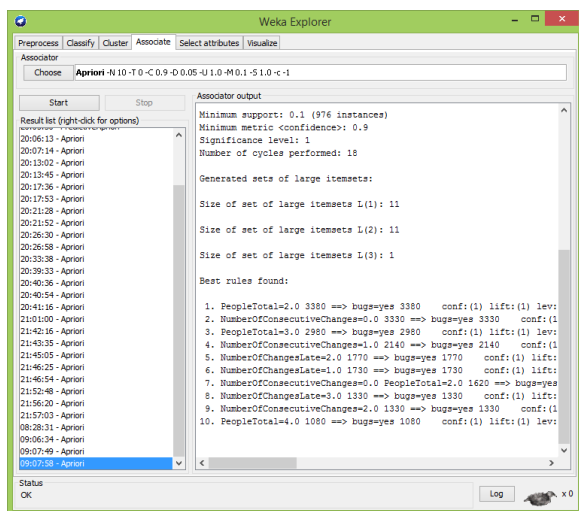 Weka Explorer
Preprocess Classify Cluster Associate Select attributes Visualize
Associator
Choose Apriori -N 10 -T 0 -C 0.9 -D 0.05 -U 1.0 -M 0.1 -S 1.0 -c -1
Start Stop
Result list (right-click for options)
20:06:13 - Apriori
20:07:14 - Apriori
20:13:02 - Apriori
20:13:45 - Apriori
20:17:36 - Apriori
20:17:53 - Apriori
20:21:28 - Apriori
20:21:52 - Apriori
20:26:30 - Apriori
20:26:58 - Apriori
20:33:38 - Apriori
20:39:33 - Apriori
20:40:36 - Apriori
20:40:54 - Apriori
20:41:16 - Apriori
21:01:00 - Apriori
21:42:16 - Apriori
21:43:35 - Apriori
21:45:05 - Apriori
21:46:25 - Apriori
21:46:54 - Apriori
21:52:48 - Apriori
21:56:20 - Apriori
21:57:03 - Apriori
08:28:31 - Apriori
09:06:34 - Apriori
09:07:49 - Apriori
09:07:58 - Apriori
Associator output
Minimum support: 0.1 (976 instances)
Minimum metric <confidence>: 0.9
Significance level: 1
Number of cycles performed: 18
Generated sets of large itemsets:
Size of set of large itemsets L(1): 11
Size of set of large itemsets L(2): 11
Size of set of large itemsets L(3): 1
Best rules found:
1. PeopleTotal=2.0 3380 ==> bugs=yes 3380 conf:(1) lift:(1) lev:
2. NumberOfConsecutiveChanges=0.0 3330 ==> bugs=yes 3330 conf:(1
3. PeopleTotal=3.0 2980 ==> bugs=yes 2980 conf:(1) lift:(1) lev:
4. NumberOfConsecutiveChanges=1.0 2140 ==> bugs=yes 2140 conf:(1
5. NumberOfChangesLate=2.0 1770 ==> bugs=yes 1770 conf:(1) lift:
6. NumberOfChangesLate=1.0 1730 ==> bugs=yes 1730 conf:(1) lift:
7. NumberOfConsecutiveChanges=0.0 PeopleTotal=2.0 1620 ==> bugs=yes
8. NumberOfChangesLate=3.0 1330 ==> bugs=yes 1330 conf:(1) lift:
9. NumberOfConsecutiveChanges=2.0 1330 ==> bugs=yes 1330 conf:(1
10. PeopleTotal=4.0 1080 ==> bugs=yes 1080 conf:(1) lift:(1) lev:
Status
OK
Log
x 0